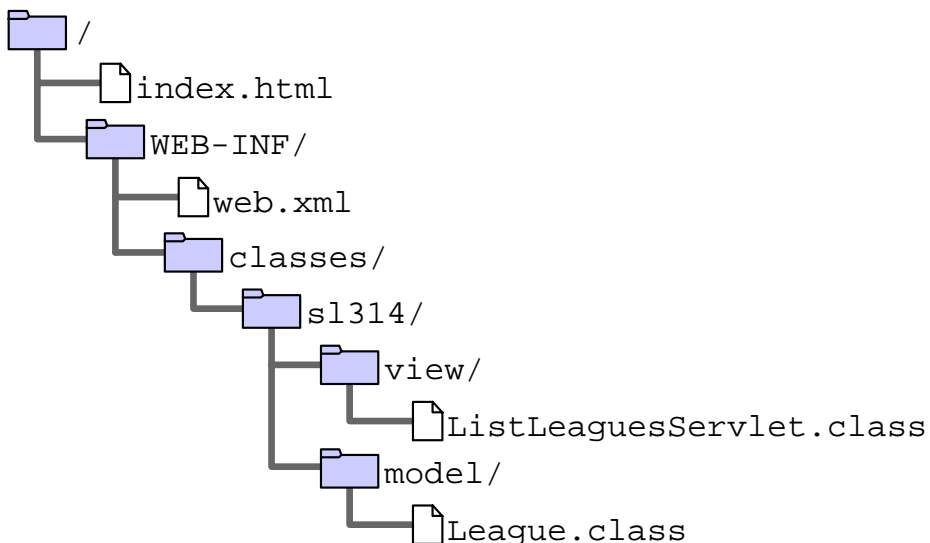 /
index.html
WEB-INF/
web.xml
classes/
sl314/
view/
ListLeaguesServlet.class
model/
League.class